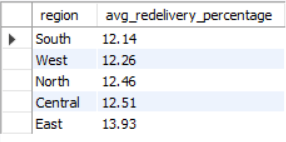 region avg_redelivery_percentage
South 12.14
West 12.26
North 12.46
Central 12.51
East 13.93